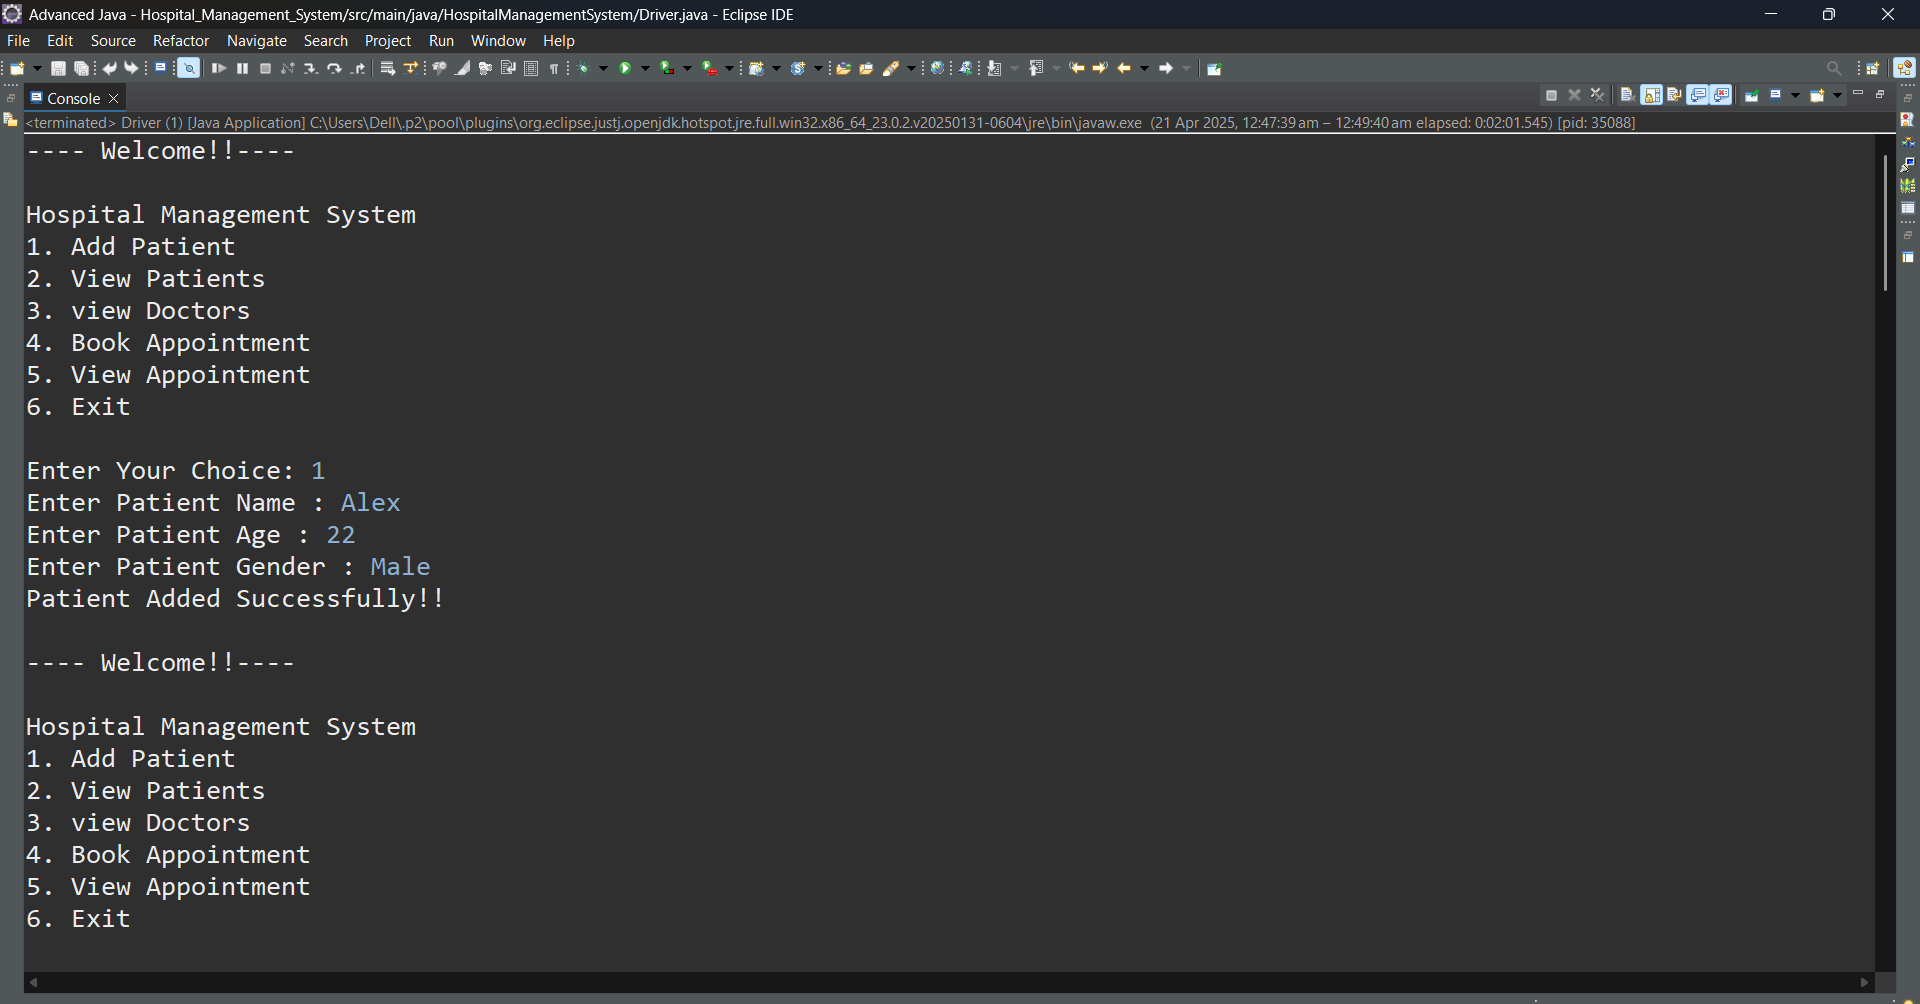 Advanced Java - Hospital_Management_System/src/main/java/HospitalManagementSystem/Driver.java - Eclipse IDE
File Edit Source Refactor Navigate Search Project Run Window Help
Console
<terminated> Driver (1) [Java Application] C:\Users\Dell\.p2\pool\plugins\org.eclipse.justj.openjdk.hotspot.jre.full.win32.x86_64_23.0.2.v20250131-0604\jre\bin\javaw.exe (21 Apr 2025, 12:47:39 am – 12:49:40 am elapsed: 0:02:01.545) [pid: 35088]
---- Welcome!!----
Hospital Management System
1. Add Patient
2. View Patients
3. view Doctors
4. Book Appointment
5. View Appointment
6. Exit
Enter Your Choice: 1
Enter Patient Name : Alex
Enter Patient Age : 22
Enter Patient Gender : Male
Patient Added Successfully!!
---- Welcome!!----
Hospital Management System
1. Add Patient
2. View Patients
3. view Doctors
4. Book Appointment
5. View Appointment
6. Exit